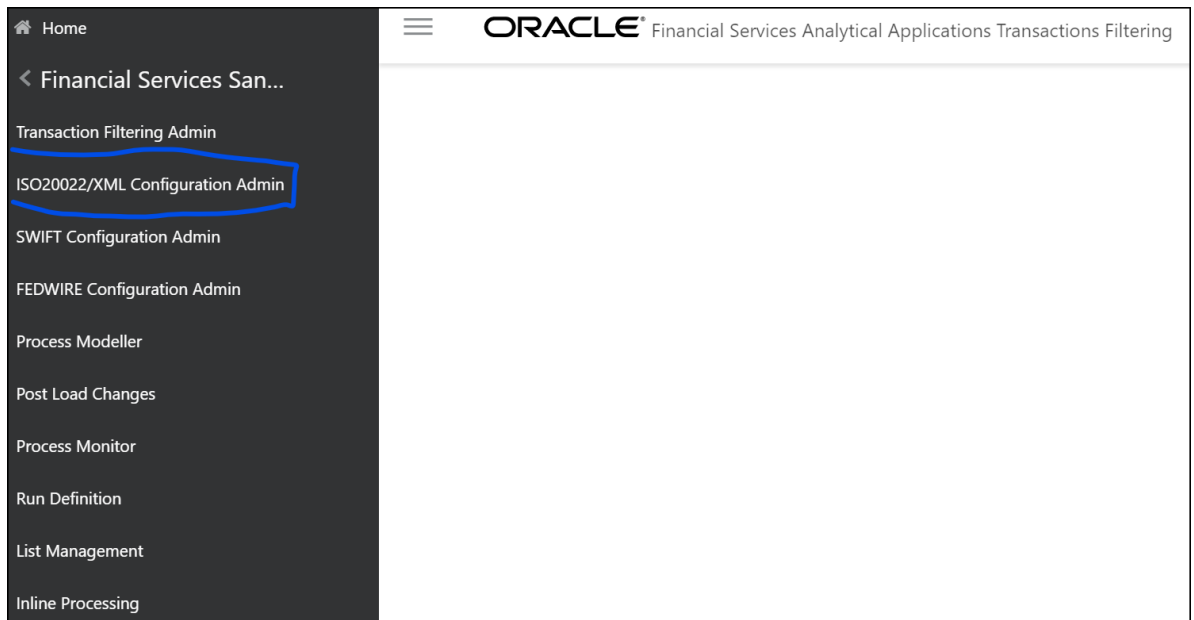 Home
ORACLE® Financial Services Analytical Applications Transactions Filtering
Financial Services San...
Transaction Filtering Admin
ISO20022/XML Configuration Admin
SWIFT Configuration Admin
FEDWIRE Configuration Admin
Process Modeller
Post Load Changes
Process Monitor
Run Definition
List Management
Inline Processing